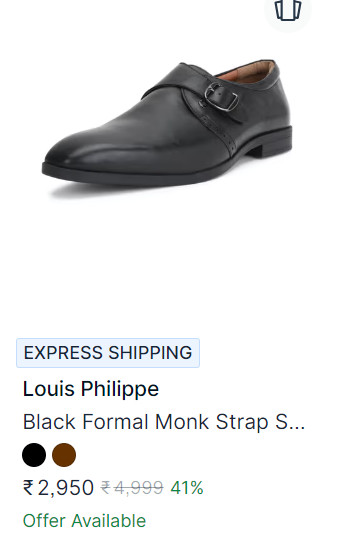 EXPRESS SHIPPING
Louis Philippe
Black Formal Monk Strap S...
₹2,950 ₹4,999 41%
Offer Available